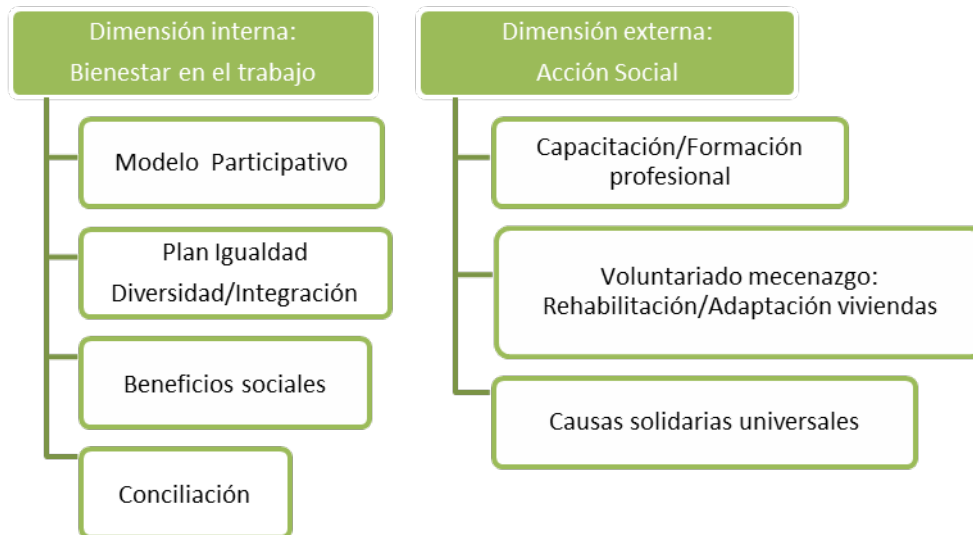 Dimensión interna:
Bienestar en el trabajo
Modelo Participativo
Plan Igualdad
Diversidad/Integración
Beneficios sociales
Conciliación
Dimensión externa:
Acción Social
Capacitación/Formación
profesional
Voluntariado mecenazgo:
Rehabilitación/Adaptación viviendas
Causas solidarias universales